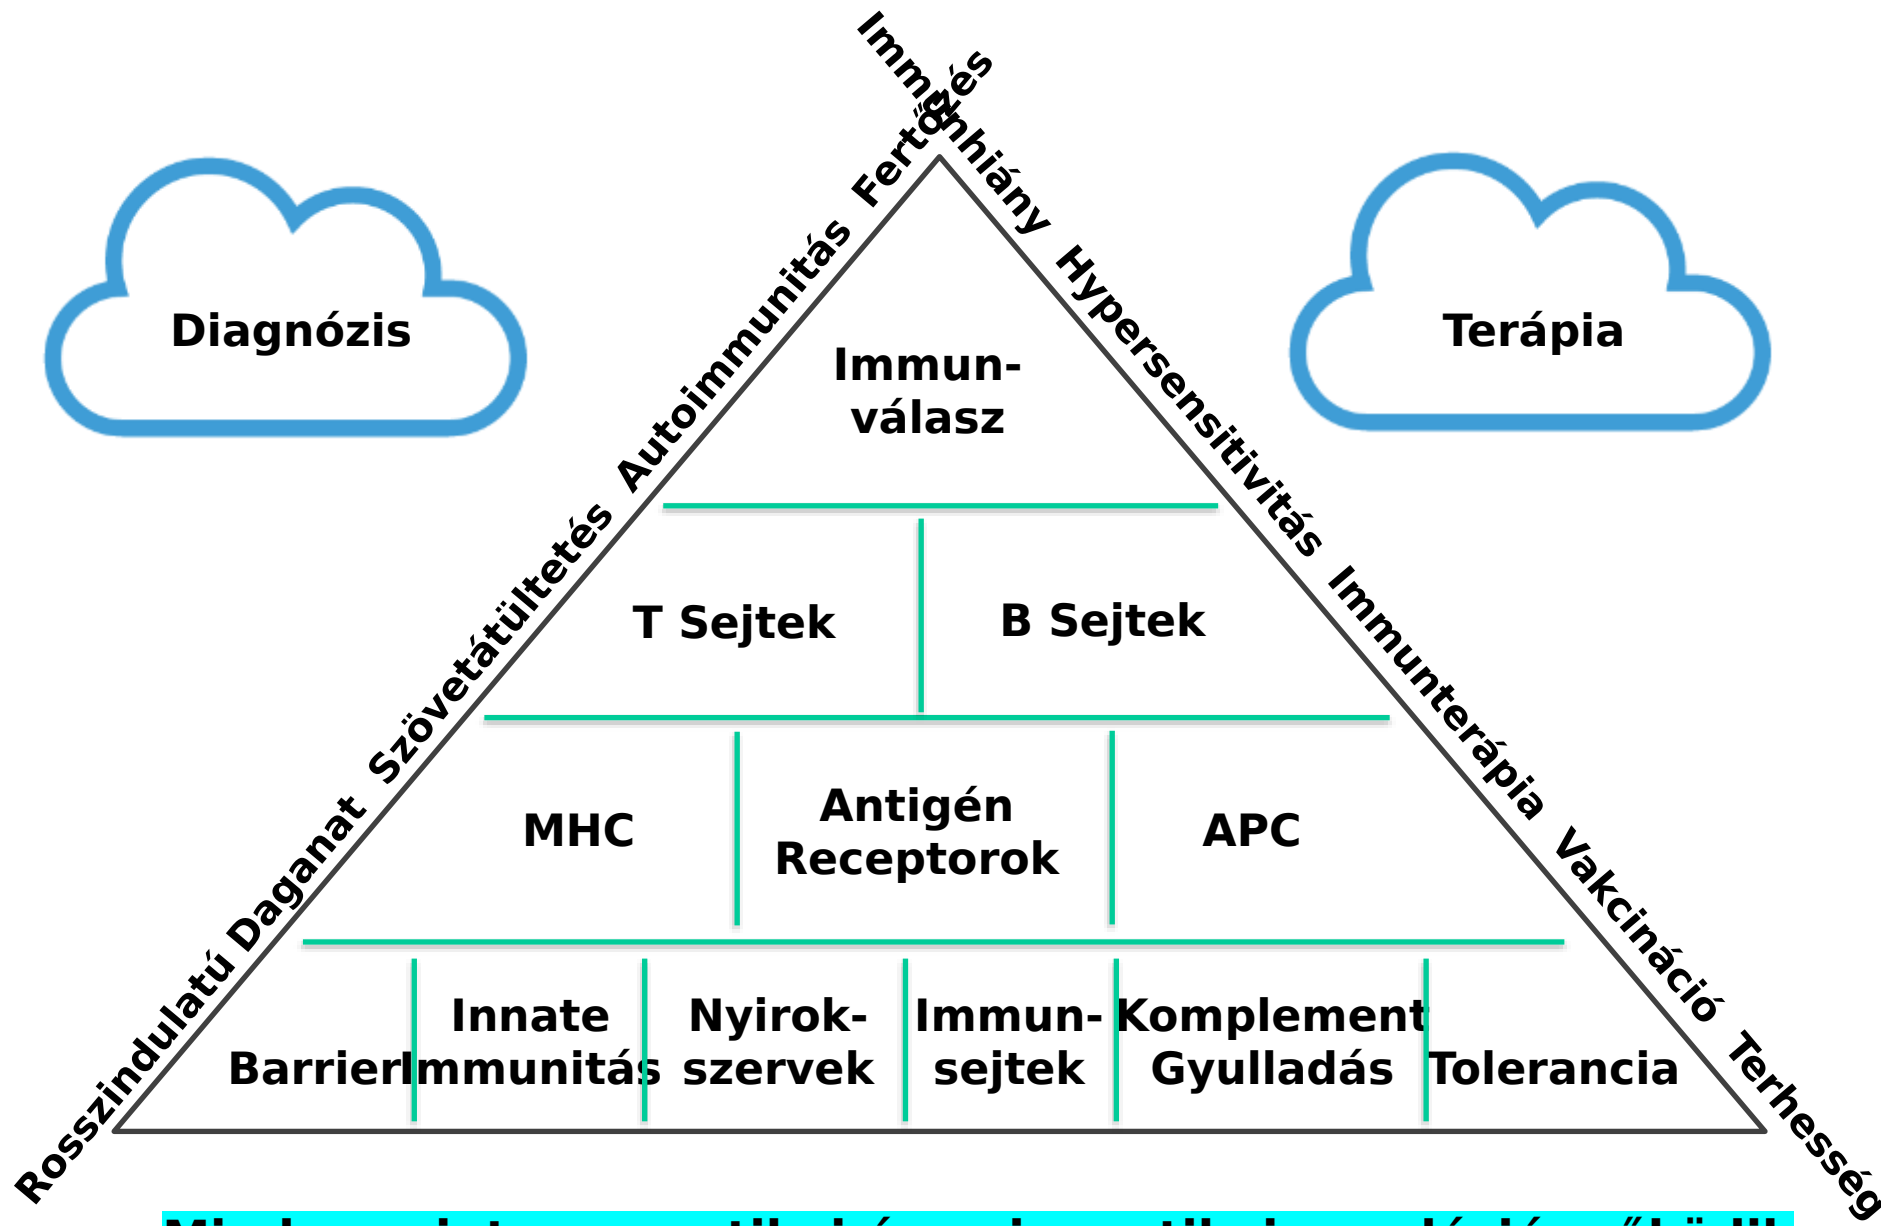 Immunhiány Hypersensitivitás Immunterápia Vakcináció Terhesség
Rosszindulatú Daganat Szövetátültetés Autoimmunitás Fertőzés
Diagnózis
Terápia
Immun-
válasz
T Sejtek
B Sejtek
MHC
Antigén
Receptorok
APC
Barrier
Innate
Immunitás
Nyirok-
szervek
Immun-
sejtek
Komplement
Gyulladás
Tolerancia